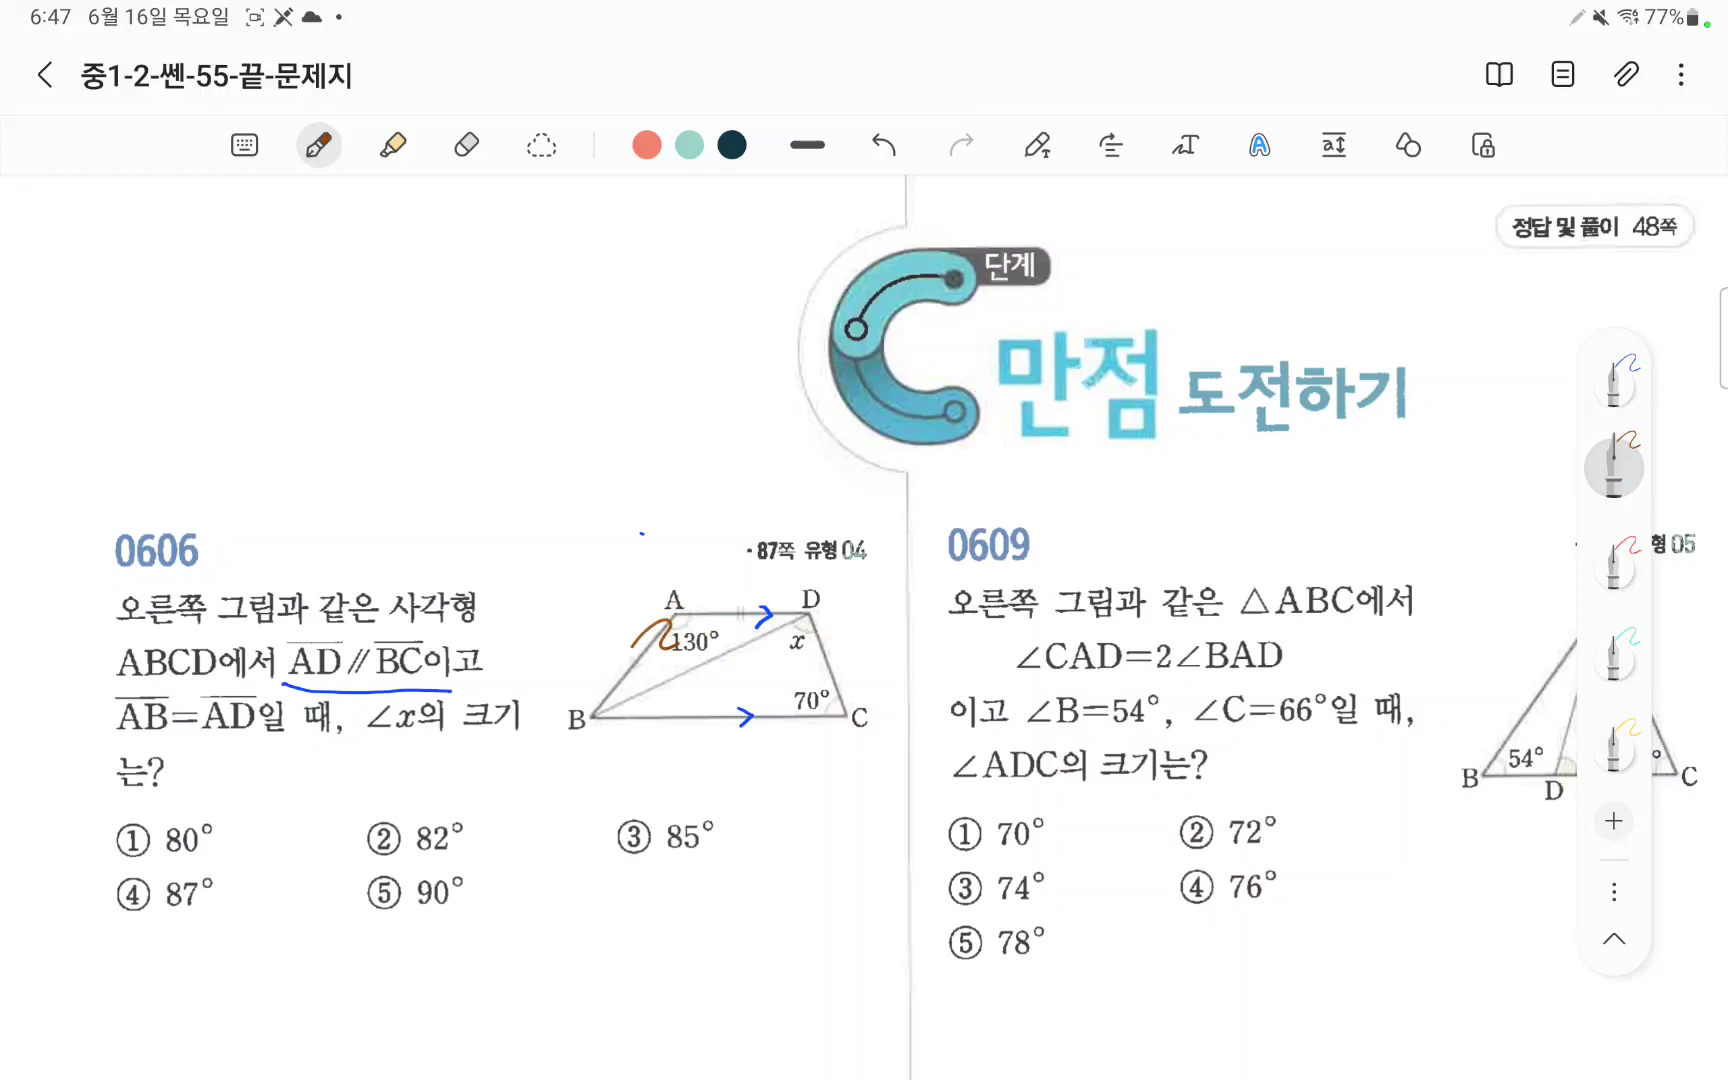 6:47 6월 16일 목요일
77%
중1-2-쎈-55-끝-문제지
정답 및 풀이 48쪽
C 단계
만점 도전하기
0606
·87쪽 유형 04
오른쪽 그림과 같은 사각형
ABCD에서 AD∥BC이고
AB=AD일 때, ∠x의 크기
는?
A D
130° x
70°
B C
① 80° ② 82° ③ 85°
④ 87° ⑤ 90°
0609
형 05
오른쪽 그림과 같은 △ABC에서
∠CAD=2∠BAD
이고 ∠B=54°, ∠C=66°일 때,
∠ADC의 크기는?
54° °
B D C
① 70° ② 72°
③ 74° ④ 76°
⑤ 78°